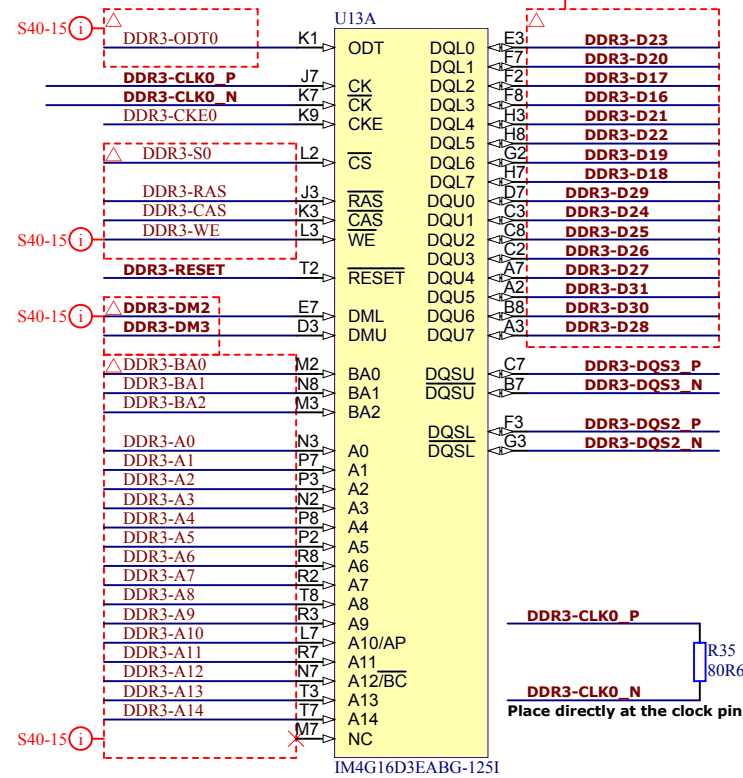 U13A
S40-15 i
DDR3-ODT0 K1 ODT DQL0 E3 DDR3-D23
DQL1 F7 DDR3-D20
DDR3-CLK0_P J7 CK DQL2 F2 DDR3-D17
DDR3-CLK0_N K7 CK DQL3 F8 DDR3-D16
DDR3-CKE0 K9 CKE DQL4 H3 DDR3-D21
DQL5 H8 DDR3-D22
DDR3-S0 L2 CS DQL6 G2 DDR3-D19
DQL7 H7 DDR3-D18
DDR3-RAS J3 RAS DQU0 D7 DDR3-D29
DDR3-CAS K3 CAS DQU1 C3 DDR3-D24
S40-15 i DDR3-WE L3 WE DQU2 C8 DDR3-D25
DQU3 C2 DDR3-D26
DDR3-RESET T2 RESET DQU4 A7 DDR3-D27
DQU5 A2 DDR3-D31
S40-15 i DDR3-DM2 E7 DML DQU6 B8 DDR3-D30
DDR3-DM3 D3 DMU DQU7 A3 DDR3-D28
DDR3-BA0 M2 BA0 DQSU C7 DDR3-DQS3_P
DDR3-BA1 N8 BA1 DQSU B7 DDR3-DQS3_N
DDR3-BA2 M3 BA2
DQSL F3 DDR3-DQS2_P
DDR3-A0 N3 A0 DQSL G3 DDR3-DQS2_N
DDR3-A1 P7 A1
DDR3-A2 P3 A2
DDR3-A3 N2 A3
DDR3-A4 P8 A4
DDR3-A5 P2 A5
DDR3-A6 R8 A6
DDR3-A7 R2 A7
DDR3-A8 T8 A8
DDR3-A9 R3 A9
DDR3-A10 L7 A10/AP
DDR3-A11 R7 A11
DDR3-A12 N7 A12/BC
DDR3-A13 T3 A13
DDR3-A14 T7 A14
S40-15 i M7 NC
IM4G16D3EABG-125I
DDR3-CLK0_P
R35
80R6
DDR3-CLK0_N
Place directly at the clock pins